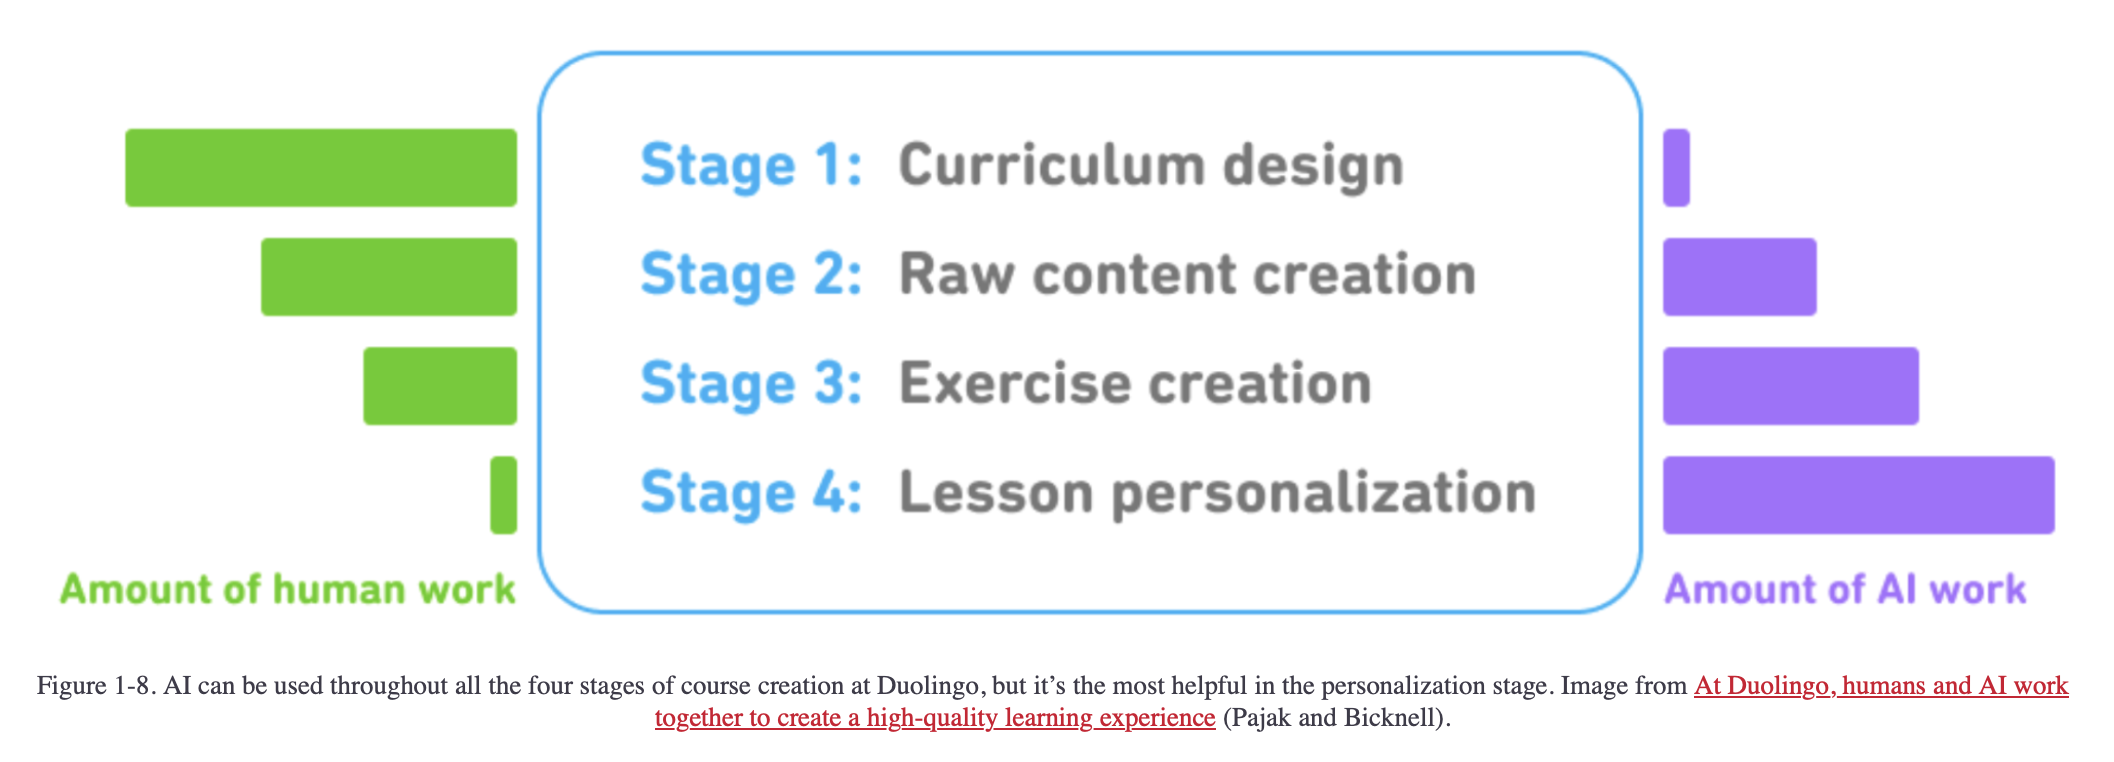 Stage 1: Curriculum design
Stage 2: Raw content creation
Stage 3: Exercise creation
Stage 4: Lesson personalization
Amount of human work
Amount of AI work
Figure 1-8. AI can be used throughout all the four stages of course creation at Duolingo, but it’s the most helpful in the personalization stage. Image from At Duolingo, humans and AI work
together to create a high-quality learning experience (Pajak and Bicknell).